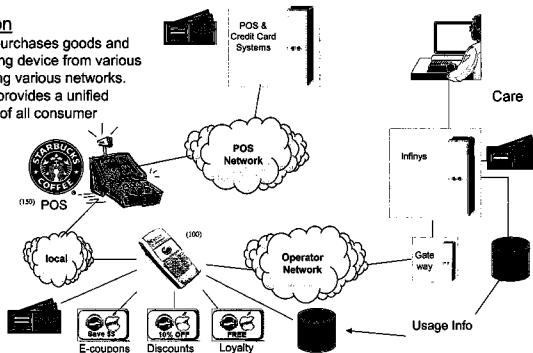 on
urchases goods and
ng device from various
ng various networks.
provides a unified
of all consumer
POS &
Credit Card
Systems
Care
STARBUCKS
COFFEE
(150) POS
POS
Network
Infinys
(100)
local
Operator
Network
Gate
way
Save $3
10% OFF
FREE
E-coupons
Discounts
Loyalty
Usage Info